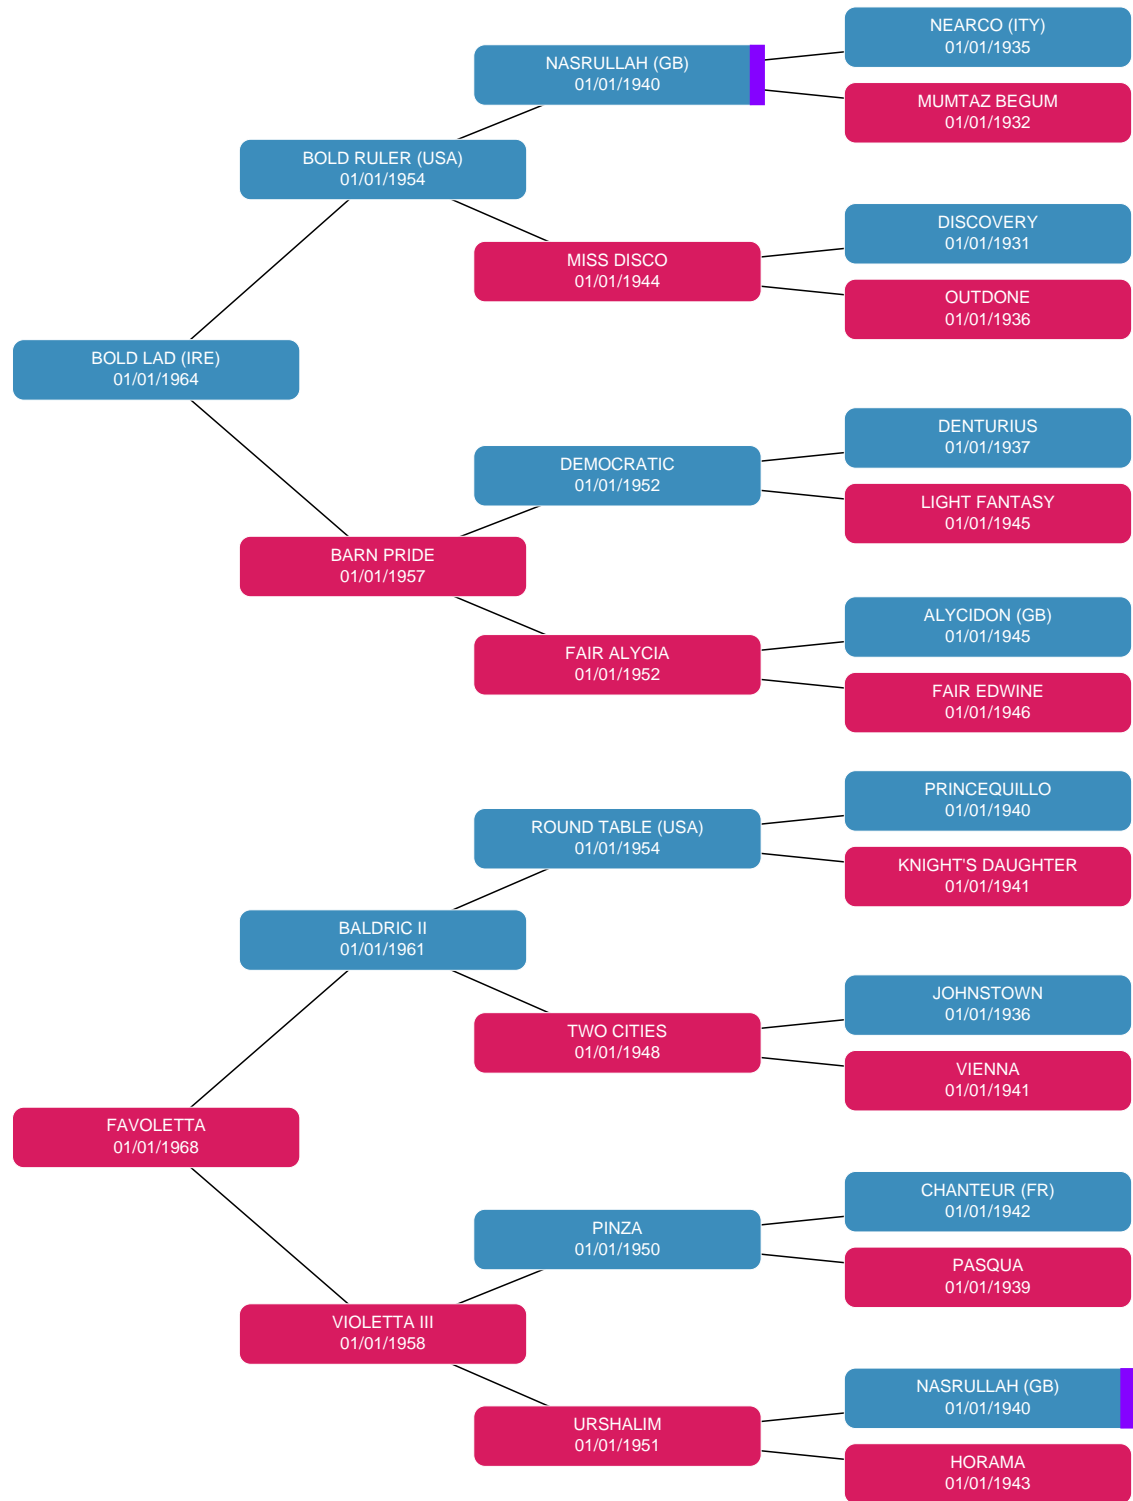 NEARCO (ITY)
01/01/1935
NASRULLAH (GB)
01/01/1940
MUMTAZ BEGUM
01/01/1932
BOLD RULER (USA)
01/01/1954
DISCOVERY
01/01/1931
MISS DISCO
01/01/1944
OUTDONE
01/01/1936
BOLD LAD (IRE)
01/01/1964
DENTURIUS
01/01/1937
DEMOCRATIC
01/01/1952
LIGHT FANTASY
01/01/1945
BARN PRIDE
01/01/1957
ALYCIDON (GB)
01/01/1945
FAIR ALYCIA
01/01/1952
FAIR EDWINE
01/01/1946
PRINCEQUILLO
01/01/1940
ROUND TABLE (USA)
01/01/1954
KNIGHT'S DAUGHTER
01/01/1941
BALDRIC II
01/01/1961
JOHNSTOWN
01/01/1936
TWO CITIES
01/01/1948
VIENNA
01/01/1941
FAVOLETTA
01/01/1968
CHANTEUR (FR)
01/01/1942
PINZA
01/01/1950
PASQUA
01/01/1939
VIOLETTA III
01/01/1958
NASRULLAH (GB)
01/01/1940
URSHALIM
01/01/1951
HORAMA
01/01/1943